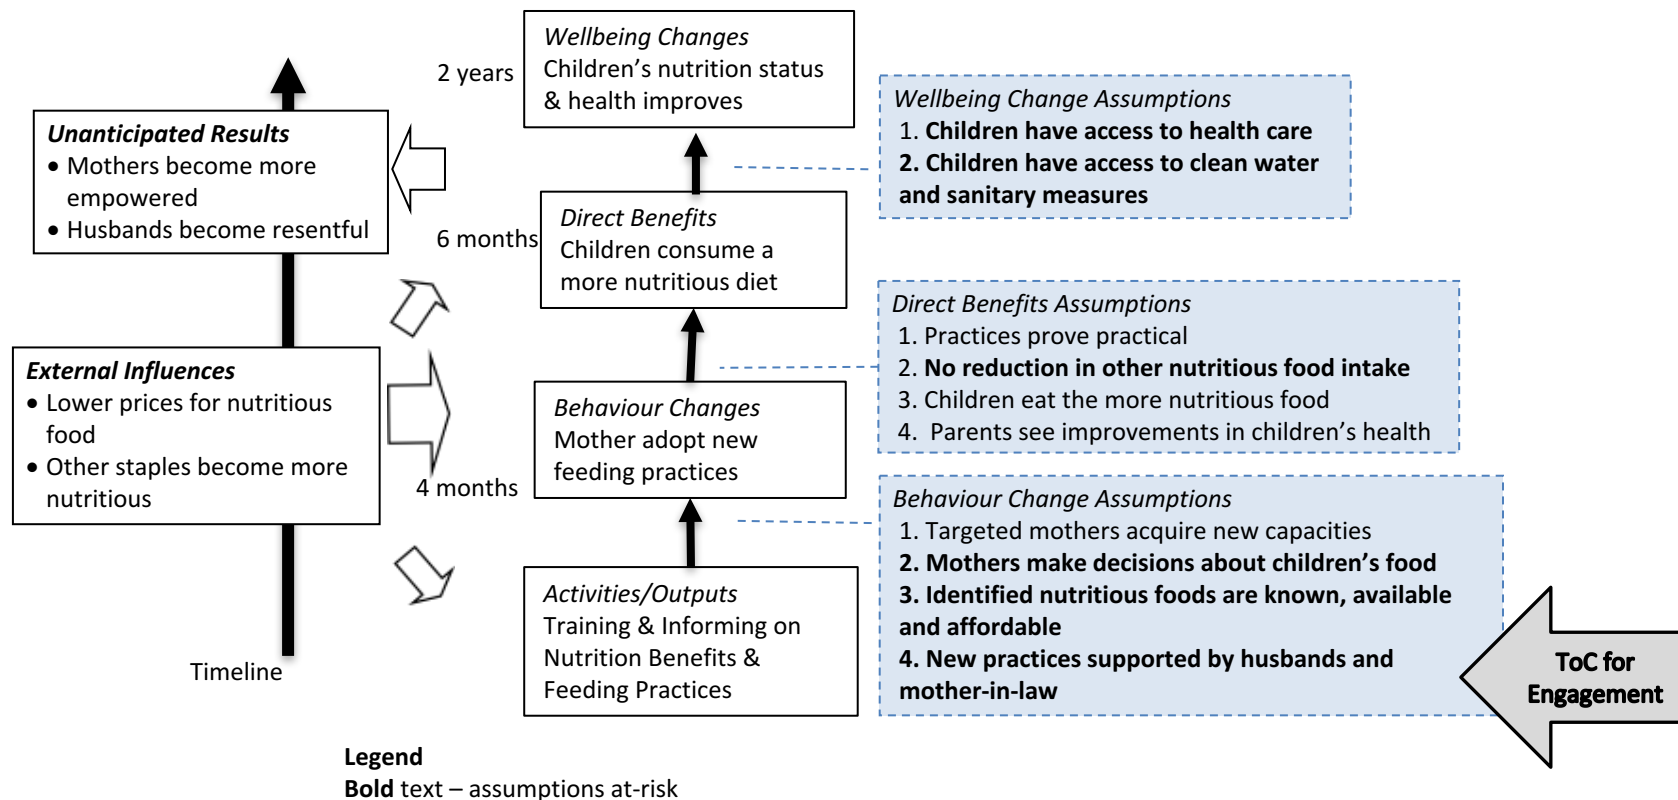 2 years
Wellbeing Changes
Children’s nutrition status
& health improves
Unanticipated Results
• Mothers become more
empowered
• Husbands become resentful
Wellbeing Change Assumptions
1. Children have access to health care
2. Children have access to clean water
and sanitary measures
6 months
Direct Benefits
Children consume a
more nutritious diet
Direct Benefits Assumptions
1. Practices prove practical
2. No reduction in other nutritious food intake
3. Children eat the more nutritious food
4. Parents see improvements in children’s health
External Influences
• Lower prices for nutritious
food
• Other staples become more
nutritious
4 months
Behaviour Changes
Mother adopt new
feeding practices
Behaviour Change Assumptions
1. Targeted mothers acquire new capacities
2. Mothers make decisions about children’s food
3. Identified nutritious foods are known, available
and affordable
4. New practices supported by husbands and
mother-in-law
ToC for
Engagement
Timeline
Activities/Outputs
Training & Informing on
Nutrition Benefits &
Feeding Practices
Legend
Bold text – assumptions at-risk